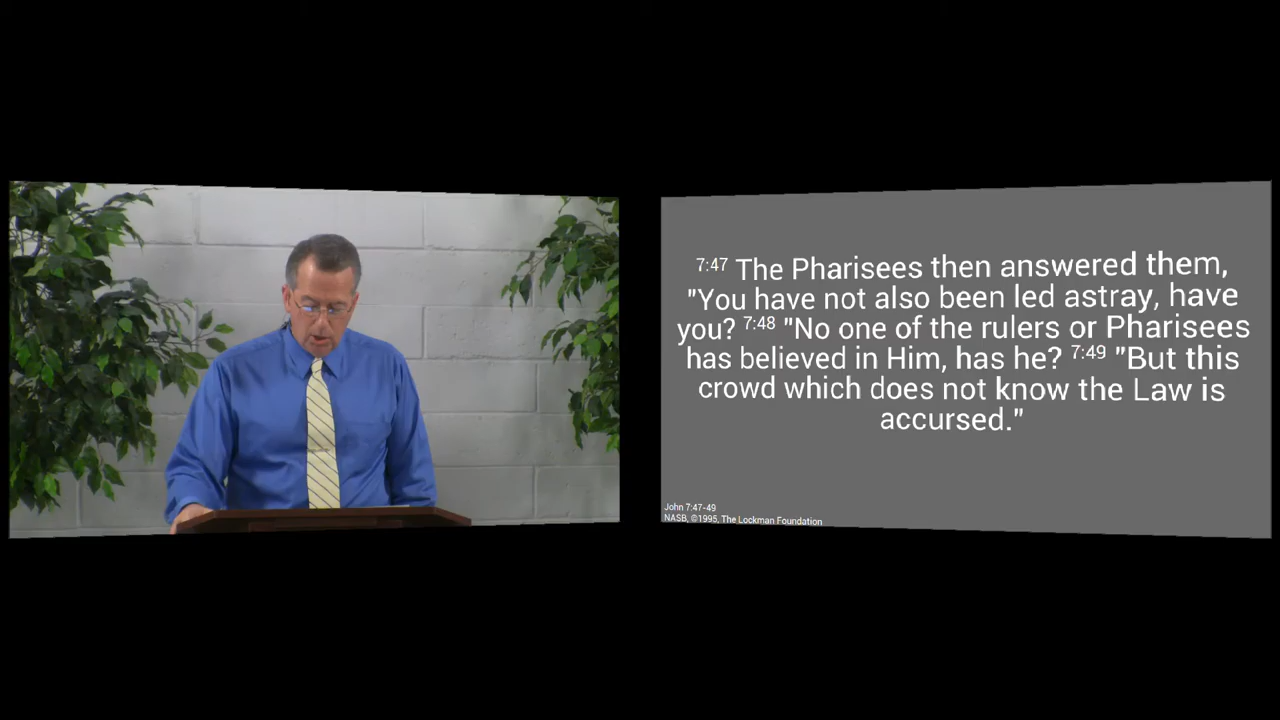 7:47 The Pharisees then answered them,
"You have not also been led astray, have
you? 7:48 "No one of the rulers or Pharisees
has believed in Him, has he? 7:49 "But this
crowd which does not know the Law is
accursed."
John 7:47-49
NASB, ©1995, The Lockman Foundation